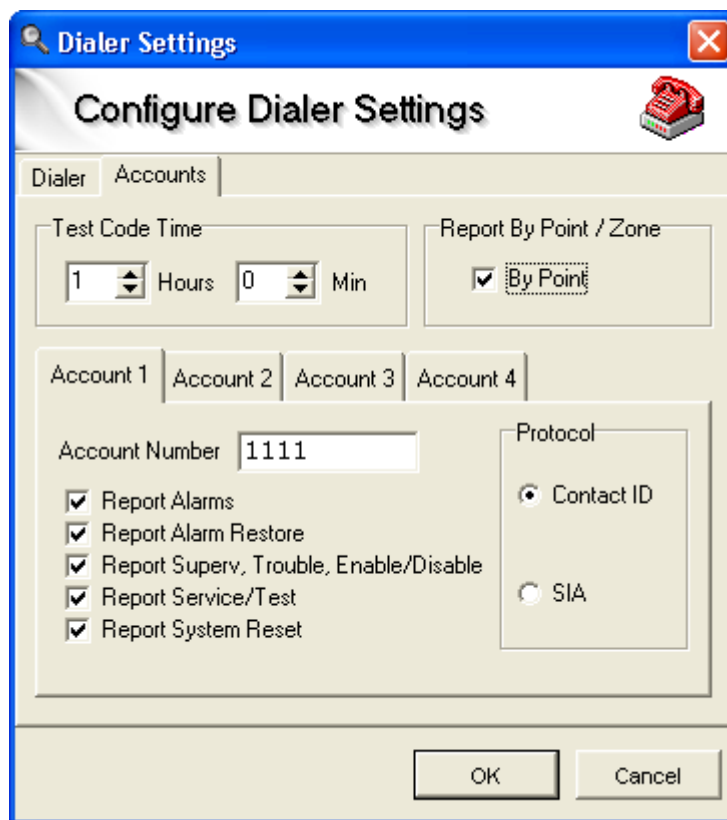 Dialer Settings
Configure Dialer Settings
Dialer Accounts
Test Code Time
1 Hours 0 Min
Report By Point / Zone
By Point
Account 1 Account 2 Account 3 Account 4
Account Number 1111
Report Alarms
Report Alarm Restore
Report Superv, Trouble, Enable/Disable
Report Service/Test
Report System Reset
Protocol
Contact ID
SIA
OK Cancel